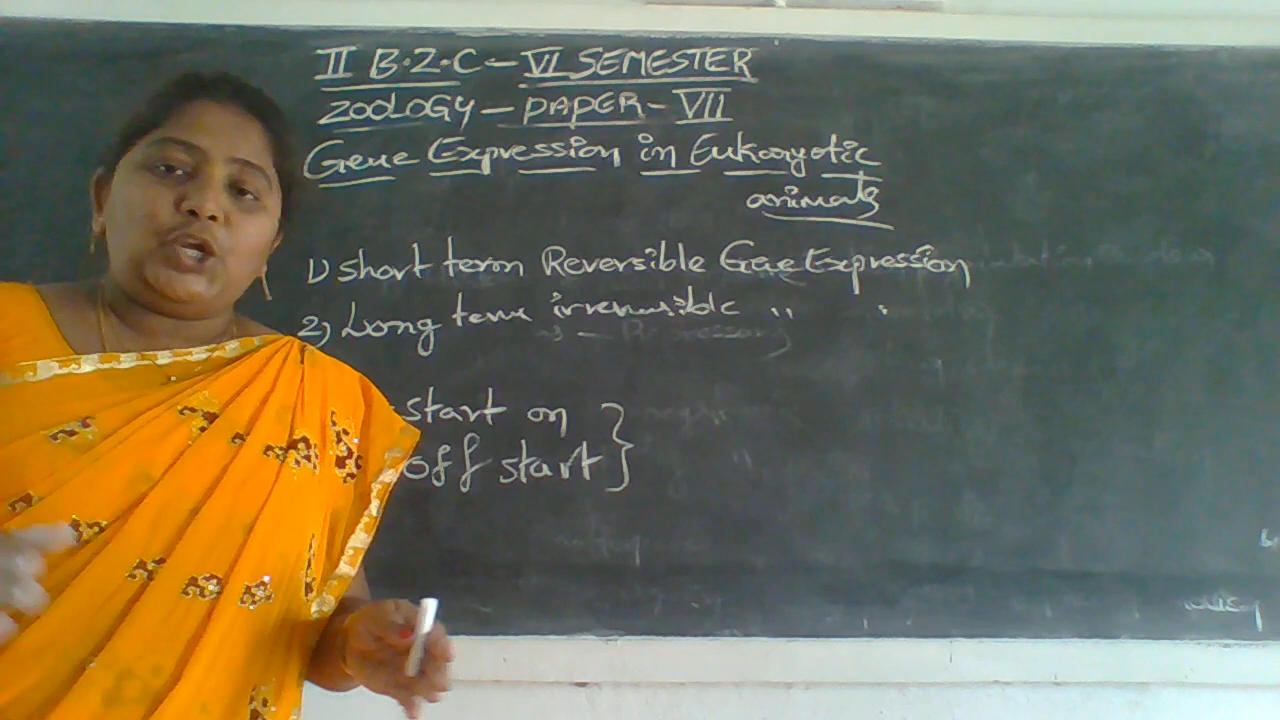 II B.Z.C - VI SEMESTER
ZOOLOGY - PAPER - VII
Gene Expression in Eukaryotic
animals
1) short term Reversible Gene Expression
2) Long term irreversible " "
start on
off start }